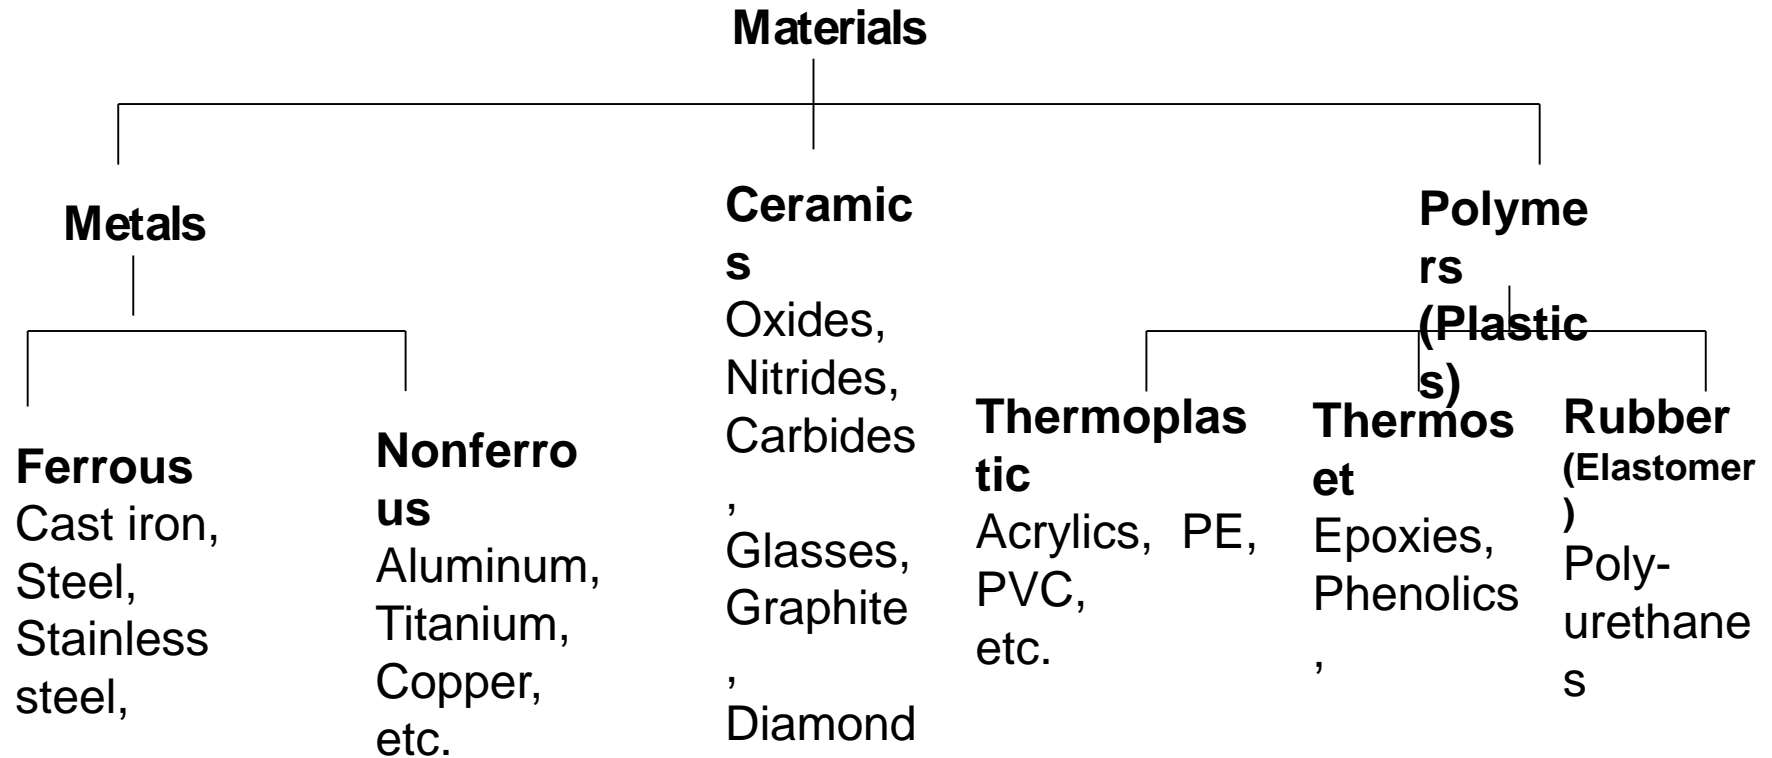 Materials
Metals
Ceramic
s
Oxides,
Nitrides,
Carbides
,
Glasses,
Graphite
,
Diamond
Polyme
rs
(Plastic
s)
Ferrous
Cast iron,
Steel,
Stainless
steel,
Nonferro
us
Aluminum,
Titanium,
Copper,
etc.
Thermoplas
tic
Acrylics, PE,
PVC,
etc.
Thermos
et
Epoxies,
Phenolics
,
Rubber
(Elastomer
)
Poly-
urethane
s